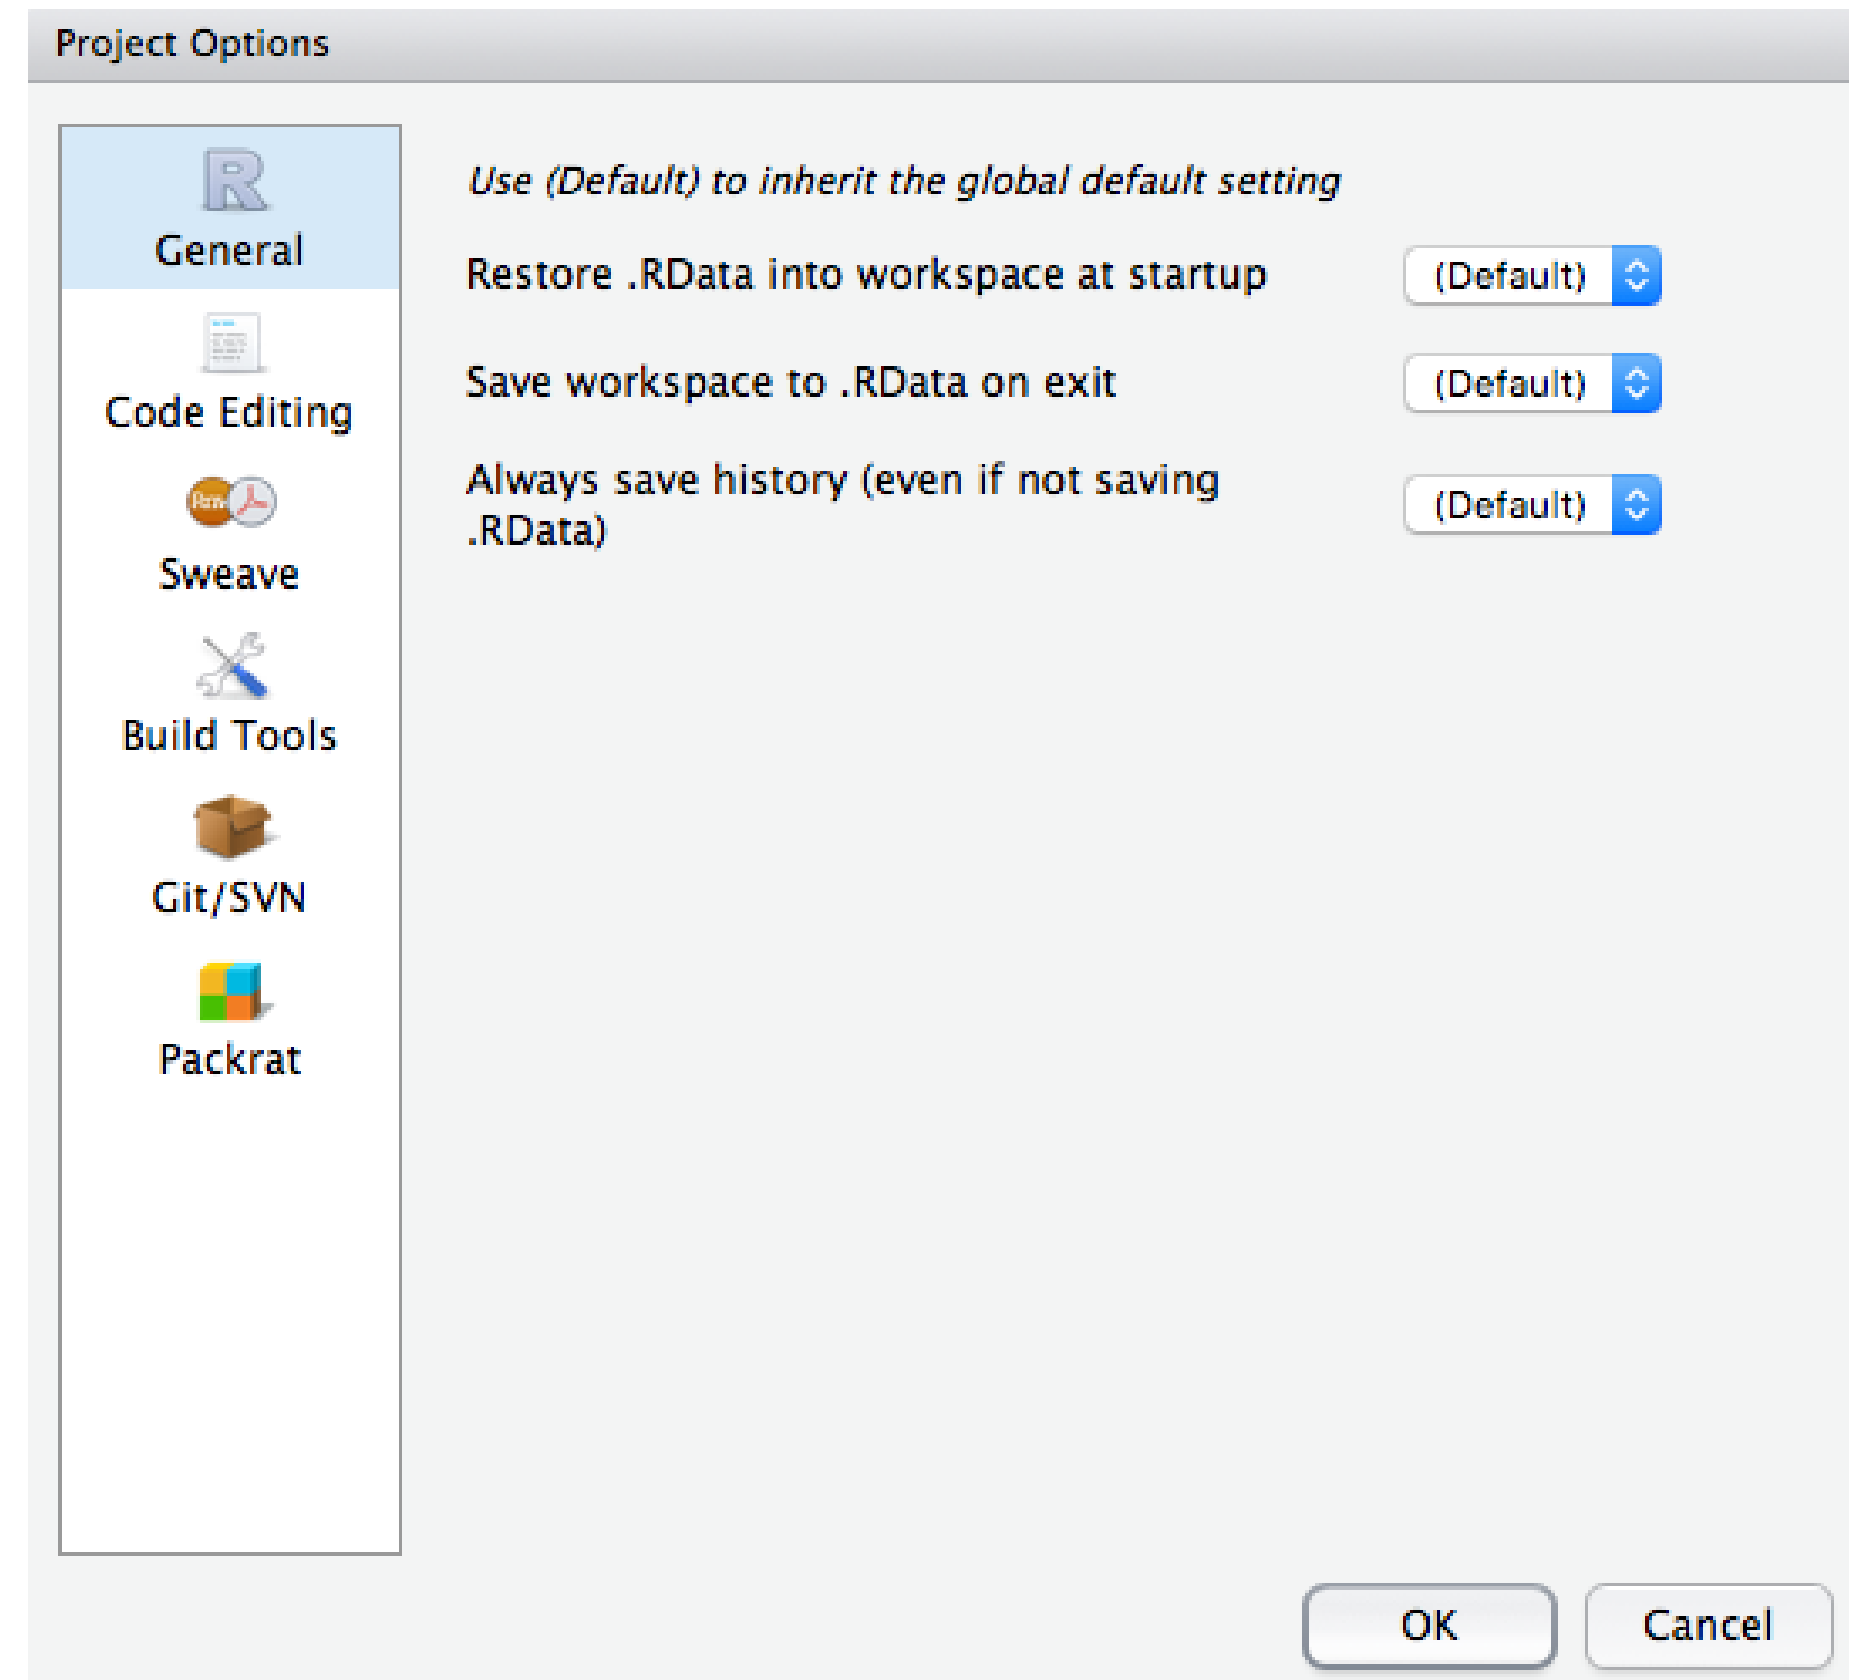 Project Options
General
Code Editing
Sweave
Build Tools
Git/SVN
Packrat
Use (Default) to inherit the global default setting
Restore .RData into workspace at startup (Default)
Save workspace to .RData on exit (Default)
Always save history (even if not saving
.RData) (Default)
OK Cancel